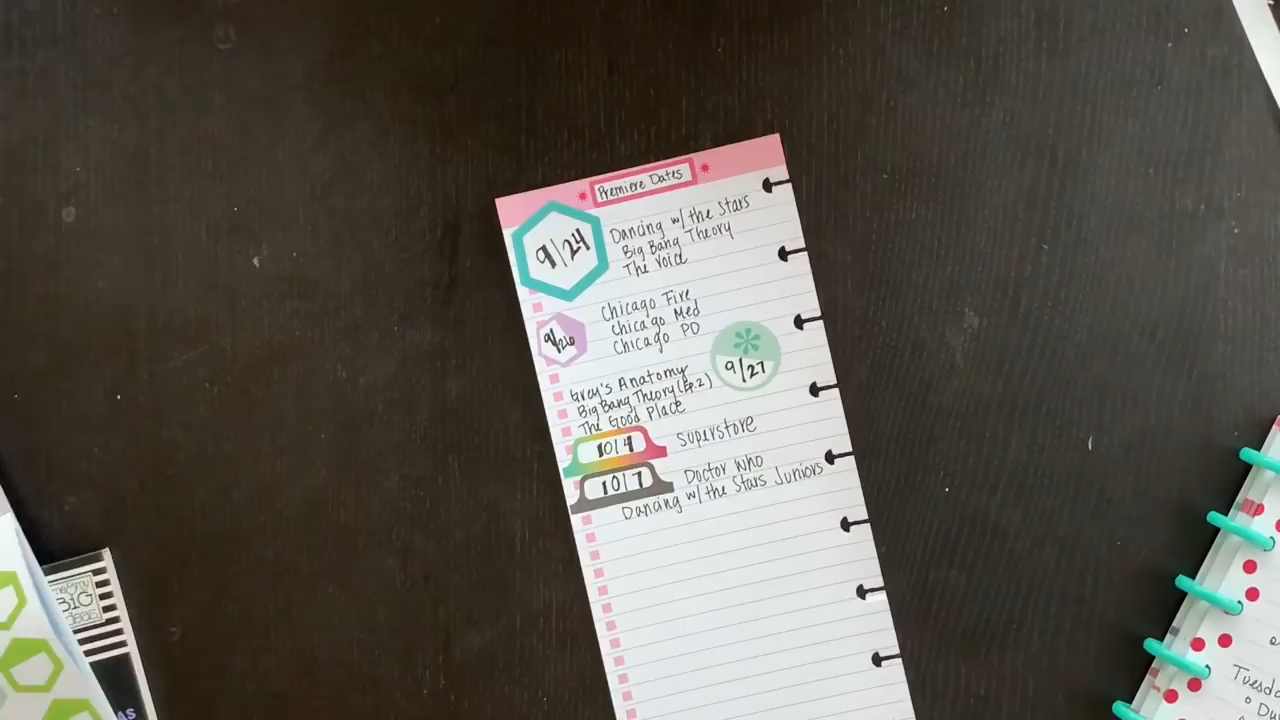 Premiere Dates
9/24
Dancing w/ the Stars
Big Bang Theory
The Voice
9/26
Chicago Fire
Chicago Med
Chicago PD
9/27
Grey's Anatomy
Big Bang Theory (Ep. 2)
The Good Place
10/4
Superstore
10/7
Doctor Who
Dancing w/ the Stars Juniors
BIG